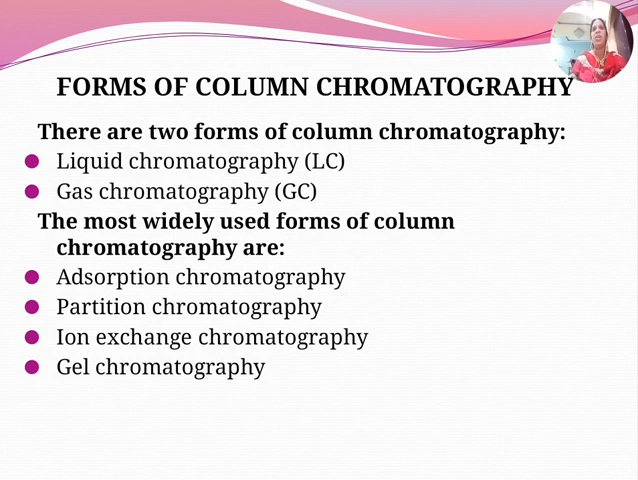 FORMS OF COLUMN CHROMATOGRAPHY
There are two forms of column chromatography:
Liquid chromatography (LC)
Gas chromatography (GC)
The most widely used forms of column
chromatography are:
Adsorption chromatography
Partition chromatography
Ion exchange chromatography
Gel chromatography